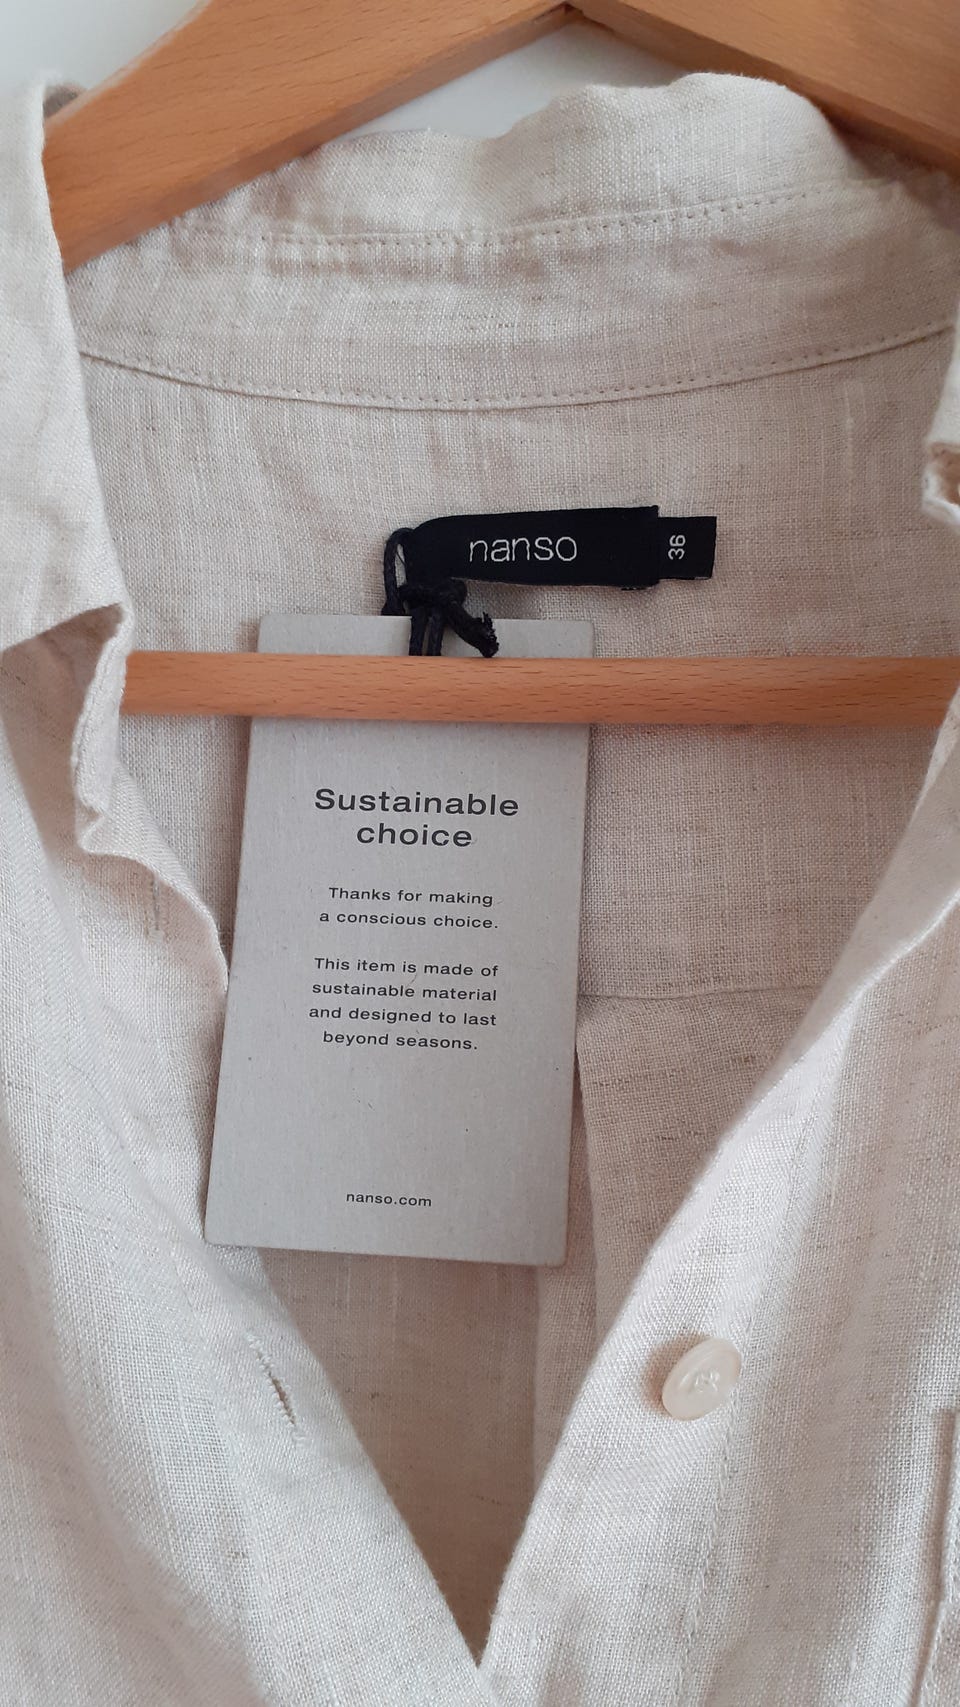 nanso
36
Sustainable
choice
Thanks for making
a conscious choice.
This item is made of
sustainable material
and designed to last
beyond seasons.
nanso.com